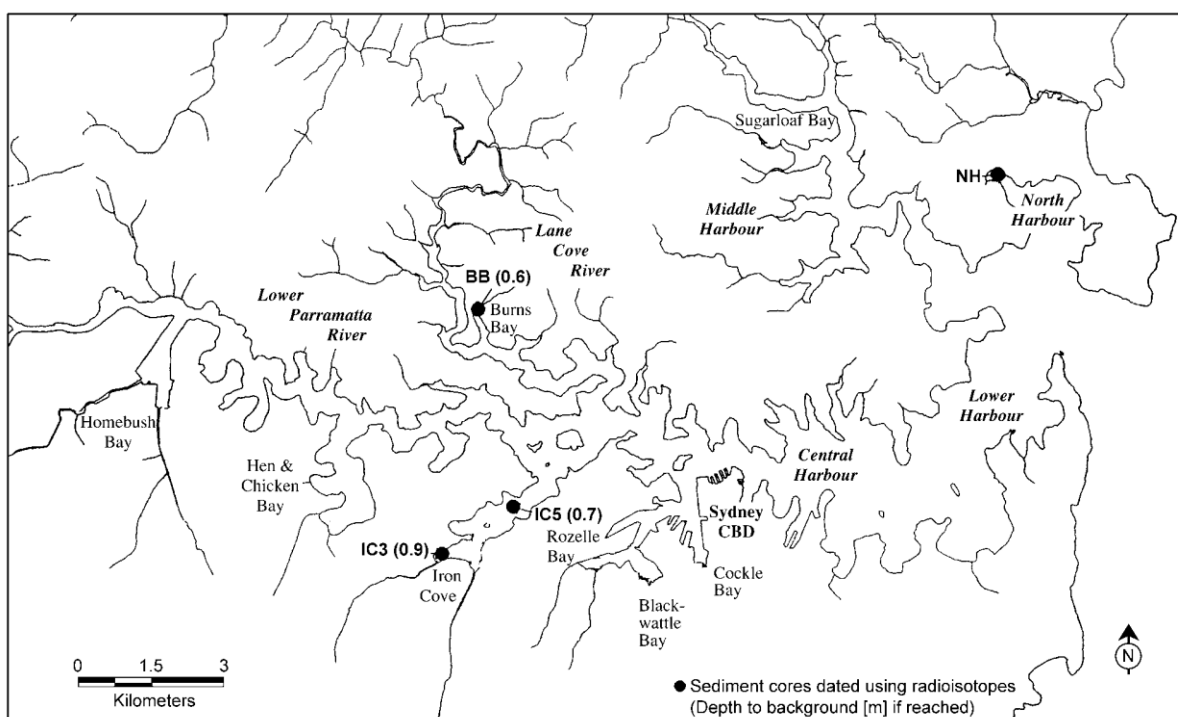 Sugarloaf Bay
NH
North
Harbour
Middle
Harbour
Lane
Cove
River
BB (0.6)
Burns
Bay
Lower
Parramatta
River
Homebush
Bay
Hen &
Chicken
Bay
Lower
Harbour
Central
Harbour
Sydney
CBD
IC5 (0.7)
Rozelle
Bay
IC3 (0.9)
Iron
Cove
Cockle
Bay
Black-
wattle
Bay
0 1.5 3
Kilometers
N
Sediment cores dated using radioisotopes
(Depth to background [m] if reached)